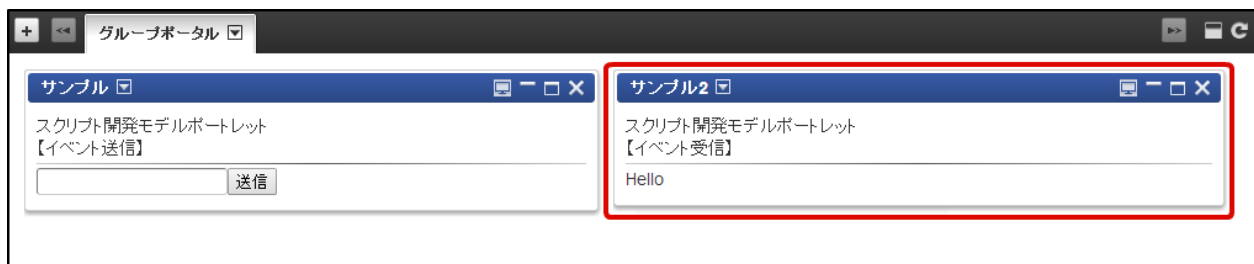 グループポータル
サンプル
スクリプト開発モデルポートレット
【イベント送信】
送信
サンプル2
スクリプト開発モデルポートレット
【イベント受信】
Hello